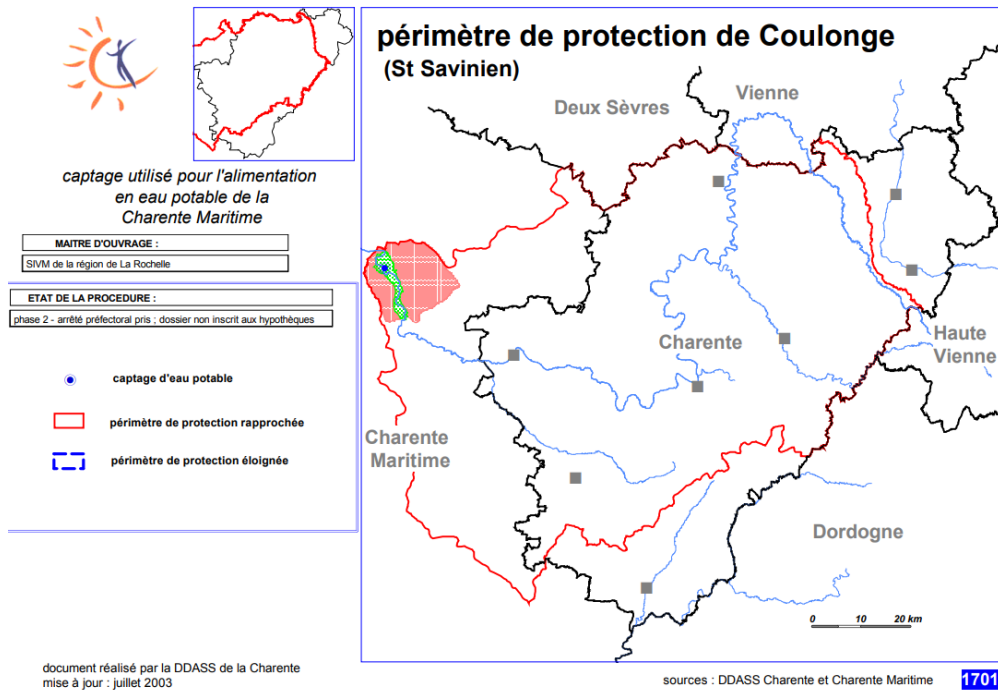 périmètre de protection de Coulonge
(St Savinien)
captage utilisé pour l'alimentation
en eau potable de la
Charente Maritime
MAITRE D'OUVRAGE :
SIVM de la région de La Rochelle
ETAT DE LA PROCEDURE :
phase 2 - arrêté préfectoral pris ; dossier non inscrit aux hypothèques
captage d'eau potable
périmètre de protection rapprochée
périmètre de protection éloignée
Deux Sèvres
Vienne
Charente
Haute
Vienne
Charente
Maritime
Dordogne
0 10 20 km
document réalisé par la DDASS de la Charente
mise à jour : juillet 2003
sources : DDASS Charente et Charente Maritime
1701